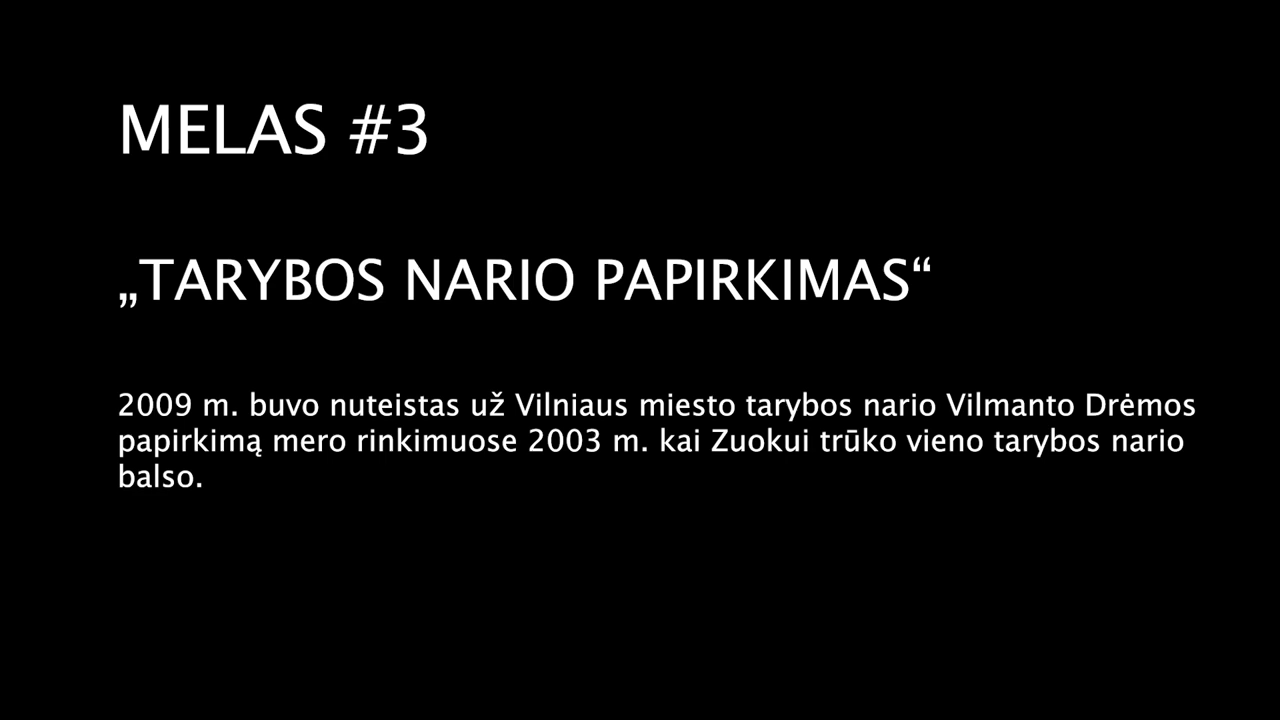 MELAS #3
„TARYBOS NARIO PAPIRKIMAS“
2009 m. buvo nuteistas už Vilniaus miesto tarybos nario Vilmanto Drėmos
papirkimą mero rinkimuose 2003 m. kai Zuokui trūko vieno tarybos nario
balso.